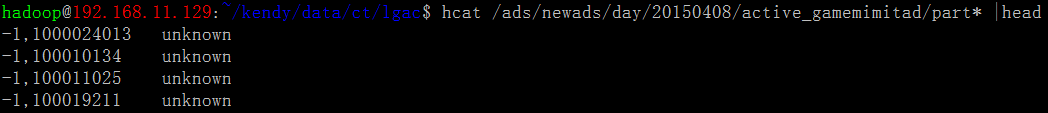 hadoop@192.168.11.129:~/kendy/data/ct/lgac$ hcat /ads/newads/day/20150408/active_gamemimitad/part* |head
-1,1000024013   unknown
-1,100010134    unknown
-1,100011025    unknown
-1,100019211    unknown